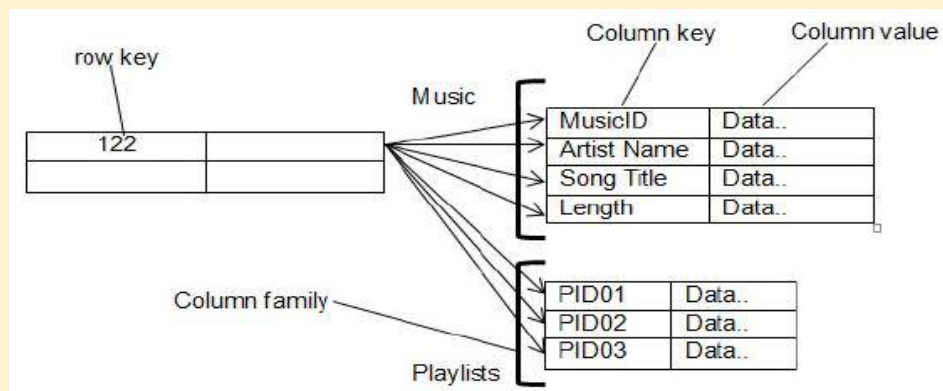 Column key
Column value
row key
Music
122
MusicID Data..
Artist Name Data..
Song Title Data..
Length Data..
Column family
PID01 Data..
PID02 Data..
PID03 Data..
Playlists